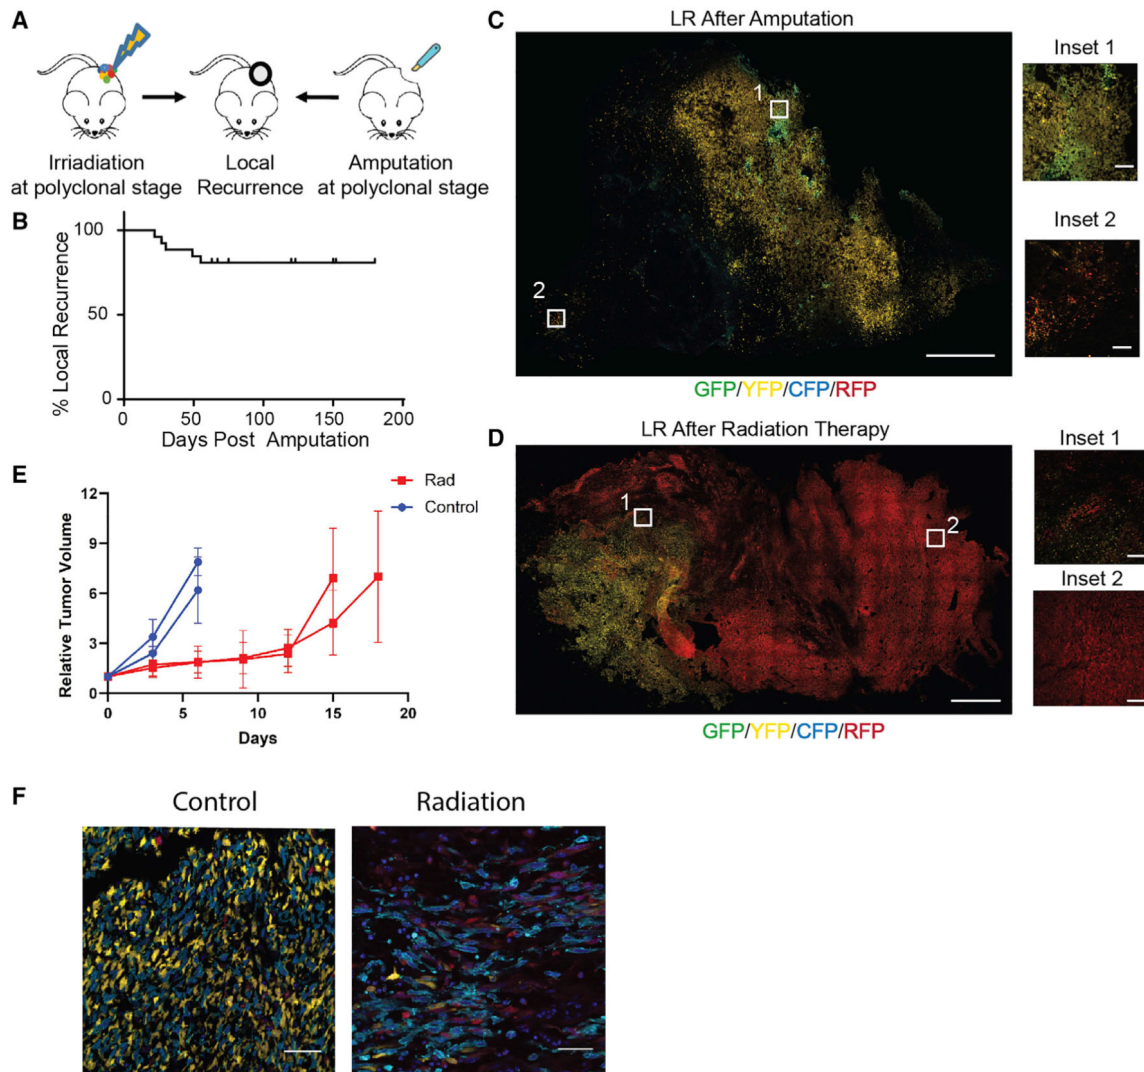 A
Irradiation
at polyclonal stage
Local
Recurrence
Amputation
at polyclonal stage
B
% Local Recurrence
100
50
0
0 50 100 150 200
Days Post Amputation
C
LR After Amputation
1
2
GFP/YFP/CFP/RFP
Inset 1
Inset 2
D
LR After Radiation Therapy
1
2
GFP/YFP/CFP/RFP
Inset 1
Inset 2
E
Relative Tumor Volume
12
9
6
3
0
0 5 10 15 20
Days
Rad
Control
F
Control
Radiation